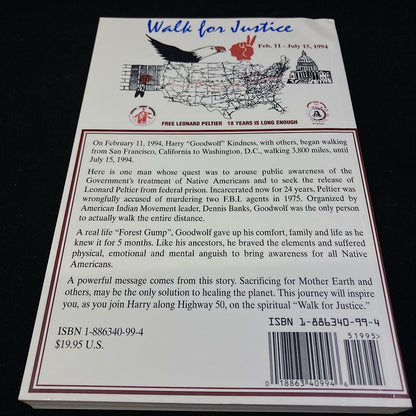 Walk for Justice
Feb. 11 - July 15, 1994
FREE LEONARD PELTIER 18 YEARS IS LONG ENOUGH
On February 11, 1994, Harry "Goodwolf" Kindness, with others, began walking
from San Francisco, California to Washington, D.C., walking 3,800 miles, until
July 15, 1994.
Here is one man whose quest was to arouse public awareness of the
Government's treatment of Native Americans and to seek the release of
Leonard Peltier from federal prison. Incarcerated now for 24 years, Peltier was
wrongfully accused of murdering two F.B.I. agents in 1975. Organized by
American Indian Movement leader, Dennis Banks, Goodwolf was the only person
to actually walk the entire distance.
A real life "Forest Gump", Goodwolf gave up his comfort, family and life as he
knew it for 5 months. Like his ancestors, he braved the elements and suffered
physical, emotional and mental anguish to bring awareness for all Native
Americans.
A powerful message comes from this story. Sacrificing for Mother Earth and
others, may be the only solution to healing the planet. This journey will inspire
you, as you join Harry along Highway 50, on the spiritual "Walk for Justice."
ISBN 1-886340-99-4
$19.95 U.S.
ISBN 1-886340-99-4
51995>
0 18863 40994 6